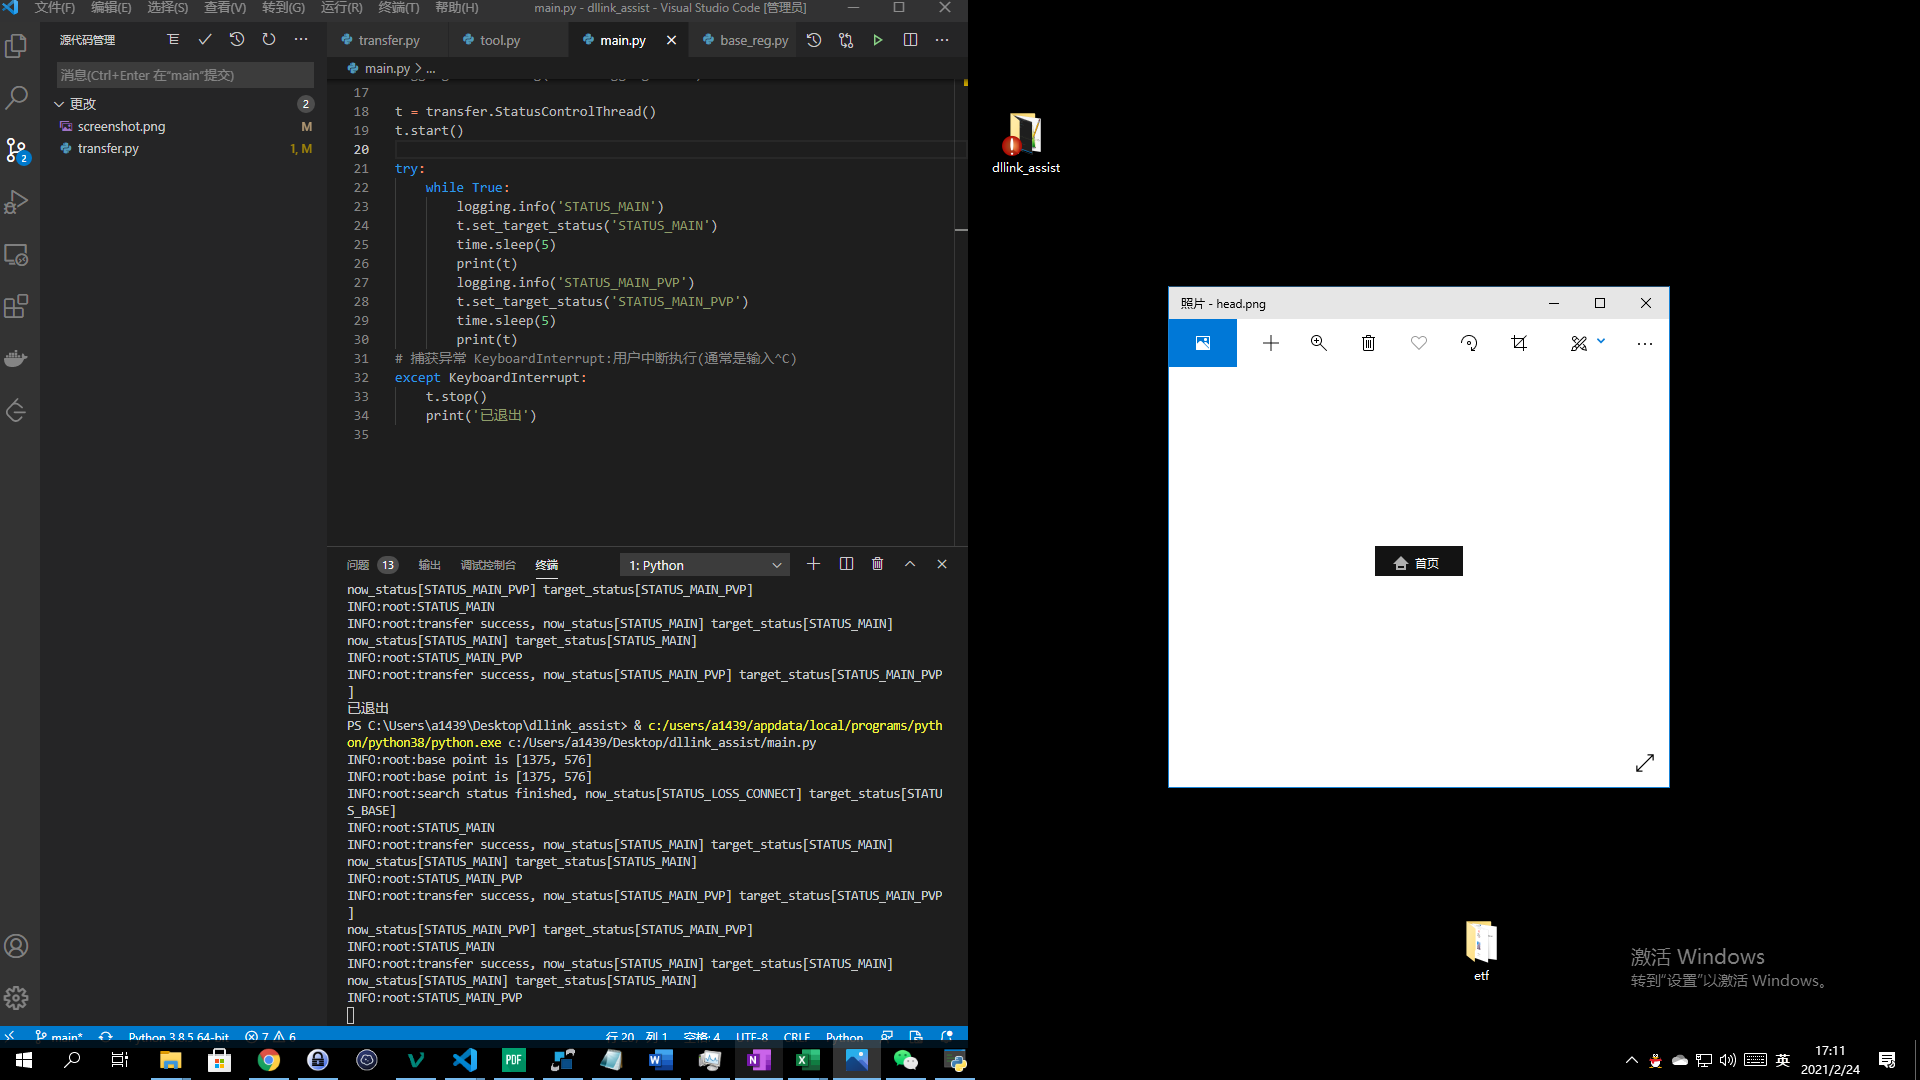 文件(F) 编辑(E) 选择(S) 查看(V) 转到(G) 运行(R) 终端(T) 帮助(H) main.py - dllink_assist - Visual Studio Code [管理员]
源代码管理
消息(Ctrl+Enter 在"main"提交)
更改 2
screenshot.png M
transfer.py 1, M
2
transfer.py tool.py main.py base_reg.py
main.py > ...
17
18 t = transfer.StatusControlThread()
19 t.start()
20
21 try:
22 while True:
23 logging.info('STATUS_MAIN')
24 t.set_target_status('STATUS_MAIN')
25 time.sleep(5)
26 print(t)
27 logging.info('STATUS_MAIN_PVP')
28 t.set_target_status('STATUS_MAIN_PVP')
29 time.sleep(5)
30 print(t)
31 # 捕获异常 KeyboardInterrupt:用户中断执行(通常是输入^C)
32 except KeyboardInterrupt:
33 t.stop()
34 print('已退出')
35
问题 13 输出 调试控制台 终端 1: Python
now_status[STATUS_MAIN_PVP] target_status[STATUS_MAIN_PVP]
INFO:root:STATUS_MAIN
INFO:root:transfer success, now_status[STATUS_MAIN] target_status[STATUS_MAIN]
now_status[STATUS_MAIN] target_status[STATUS_MAIN]
INFO:root:STATUS_MAIN_PVP
INFO:root:transfer success, now_status[STATUS_MAIN_PVP] target_status[STATUS_MAIN_PVP
]
已退出
PS C:\Users\a1439\Desktop\dllink_assist> & c:/users/a1439/appdata/local/programs/pyth
on/python38/python.exe c:/Users/a1439/Desktop/dllink_assist/main.py
INFO:root:base point is [1375, 576]
INFO:root:base point is [1375, 576]
INFO:root:search status finished, now_status[STATUS_LOSS_CONNECT] target_status[STATU
S_BASE]
INFO:root:STATUS_MAIN
INFO:root:transfer success, now_status[STATUS_MAIN] target_status[STATUS_MAIN]
now_status[STATUS_MAIN] target_status[STATUS_MAIN]
INFO:root:STATUS_MAIN_PVP
INFO:root:transfer success, now_status[STATUS_MAIN_PVP] target_status[STATUS_MAIN_PVP
]
now_status[STATUS_MAIN_PVP] target_status[STATUS_MAIN_PVP]
INFO:root:STATUS_MAIN
INFO:root:transfer success, now_status[STATUS_MAIN] target_status[STATUS_MAIN]
now_status[STATUS_MAIN] target_status[STATUS_MAIN]
INFO:root:STATUS_MAIN_PVP
main* Python 3.8.5 64-bit 7 6 行 20, 列 1 空格: 4 UTF-8 CRLF Python
dllink_assist
照片 - head.png
首页
etf
激活 Windows
转到"设置"以激活 Windows。
PDF
英
17:11
2021/2/24